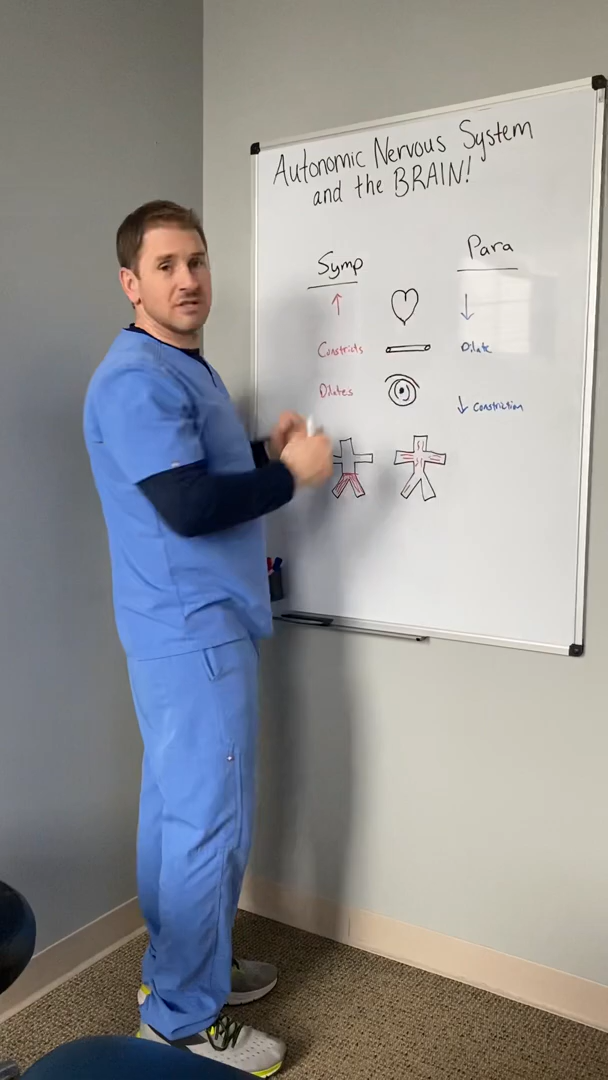 Autonomic Nervous System
and the BRAIN!
Symp Para
↑ ↓
Constricts Dilate
Dilates
↓ Constriction